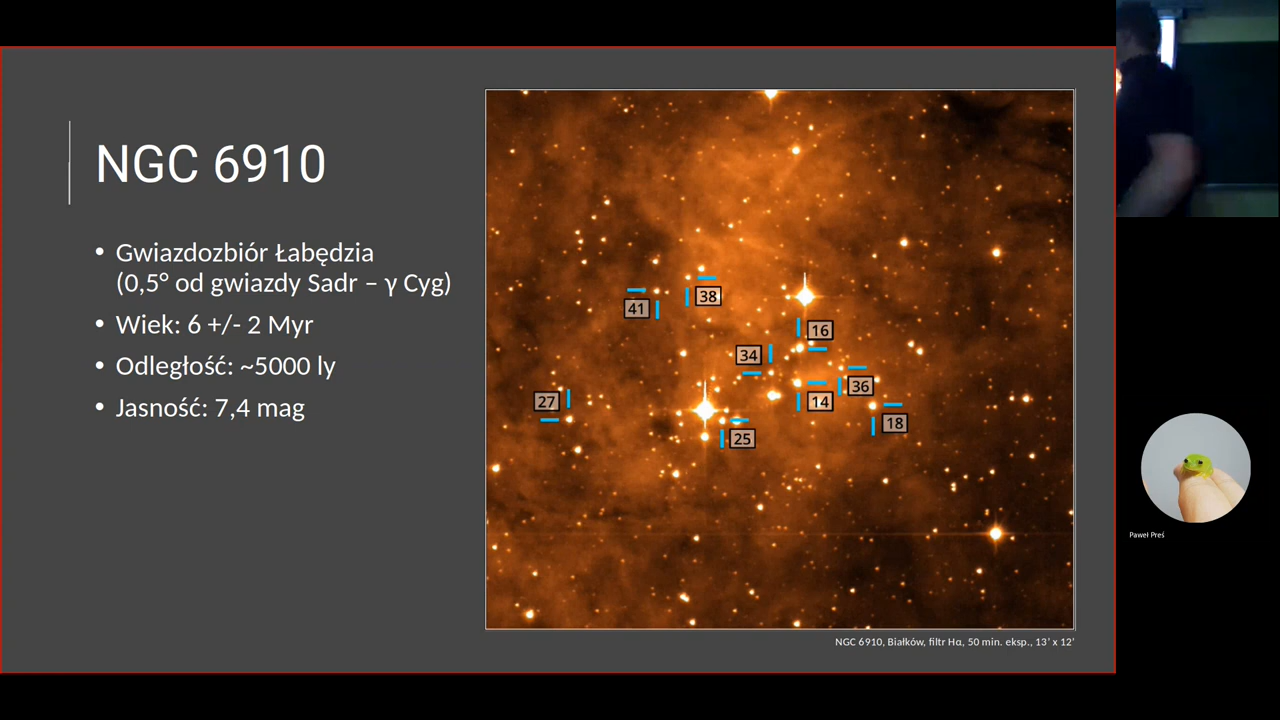 NGC 6910
• Gwiazdozbiór Łabędzia
(0,5° od gwiazdy Sadr – γ Cyg)
• Wiek: 6 +/- 2 Myr
• Odległość: ~5000 ly
• Jasność: 7,4 mag
38
41
16
34
36
27
14
18
25
NGC 6910, Białków, filtr Hα, 50 min. eksp., 13' x 12'
Paweł Preś